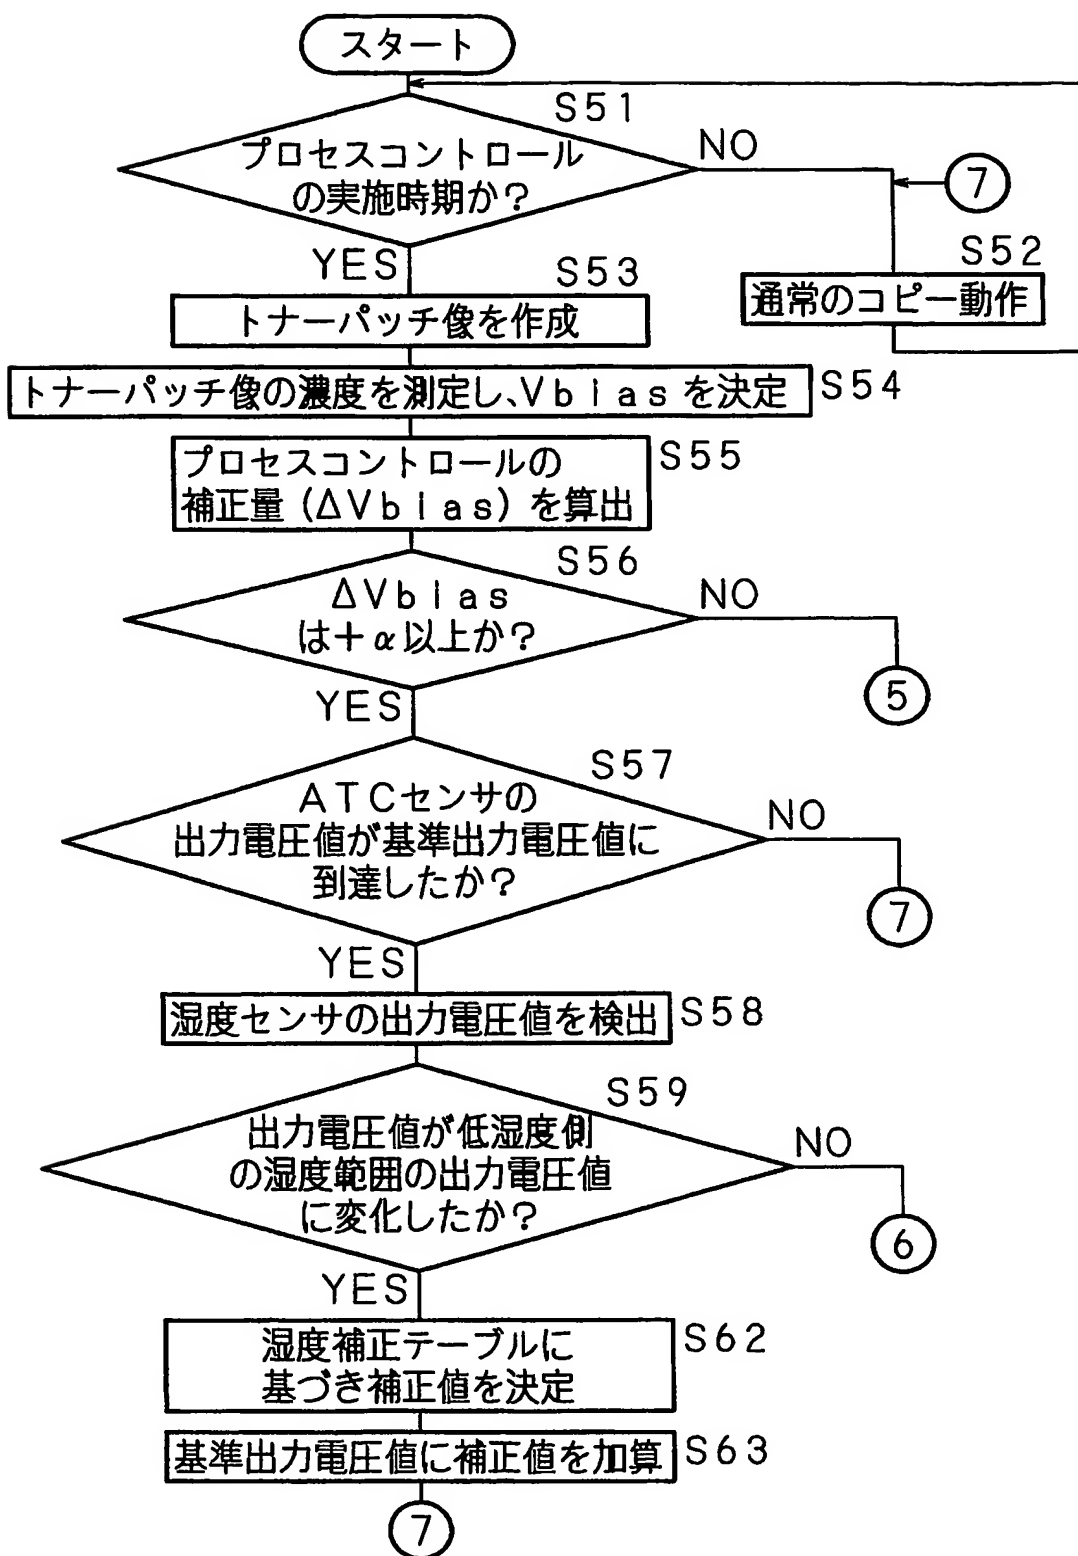 スタート
S51
プロセスコントロール
の実施時期か?
NO
YES
⑦
S52
通常のコピー動作
S53
トナーパッチ像を作成
トナーパッチ像の濃度を測定し、Vbiasを決定
S54
プロセスコントロールの
補正量(ΔVbias)を算出
S55
S56
ΔVbias
は+α以上か?
NO
YES
⑤
S57
ATCセンサの
出力電圧値が基準出力電圧値に
到達したか?
NO
YES
⑦
湿度センサの出力電圧値を検出
S58
S59
出力電圧値が低湿度側
の湿度範囲の出力電圧値
に変化したか?
NO
YES
⑥
湿度補正テーブルに
基づき補正値を決定
S62
基準出力電圧値に補正値を加算
S63
⑦